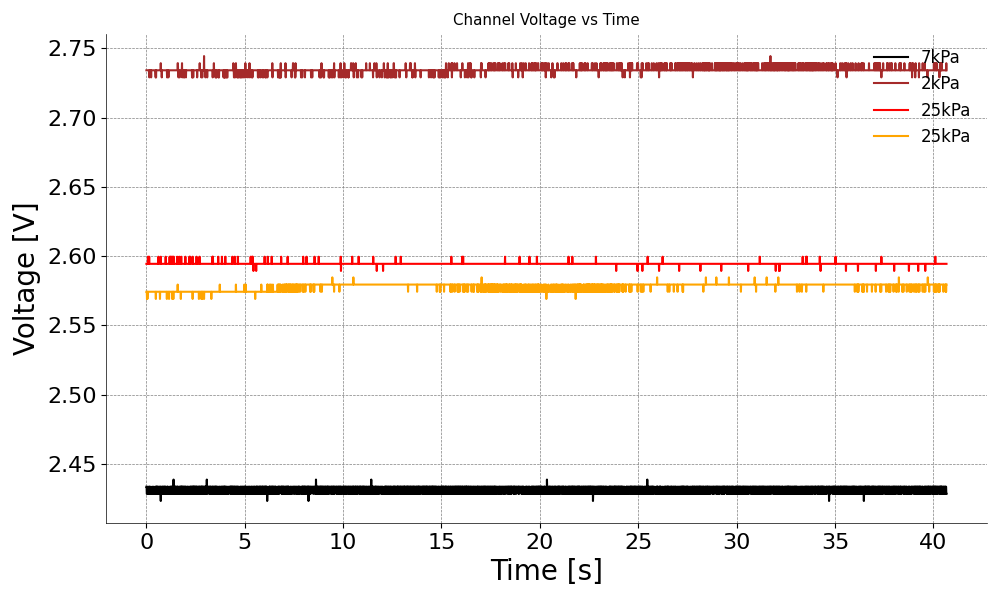 Channel Voltage vs Time
2.75
2.70
2.65
2.60
2.55
2.50
2.45
Voltage [V]
7kPa
2kPa
25kPa
25kPa
0 5 10 15 20 25 30 35 40
Time [s]